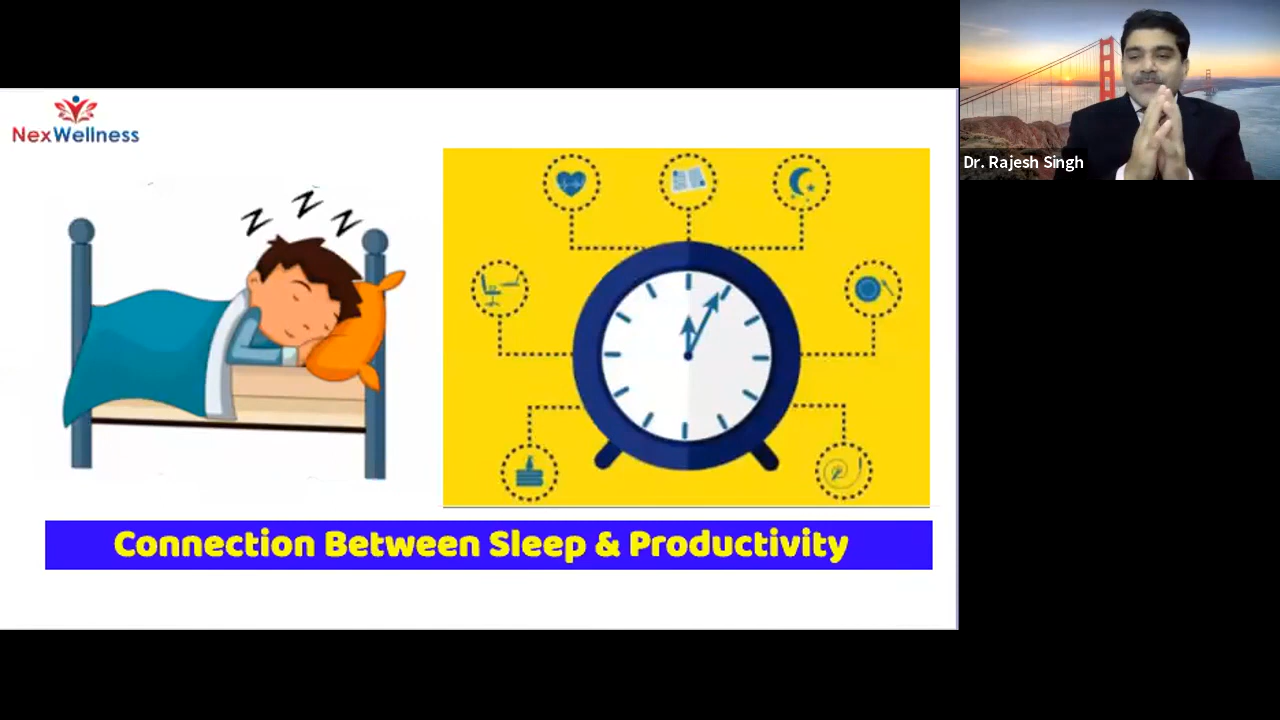 NexWellness
Dr. Rajesh Singh
Z Z Z
Connection Between Sleep & Productivity